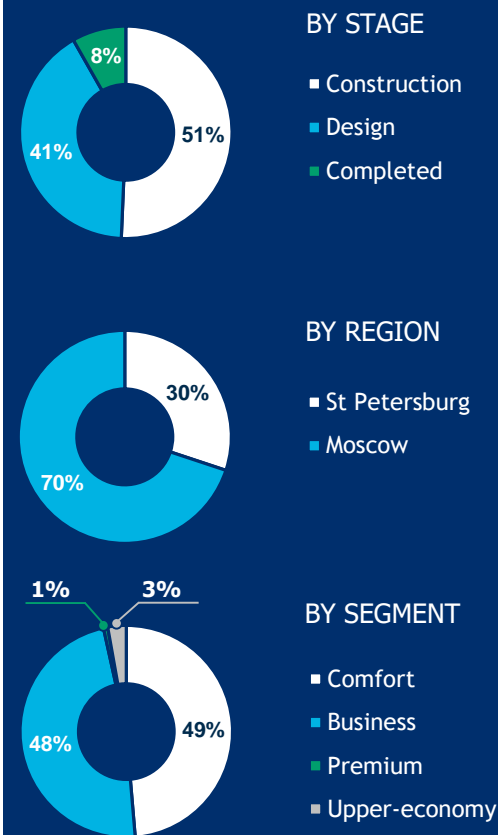 BY STAGE
8%
51%
41%
Construction
Design
Completed
BY REGION
30%
70%
St Petersburg
Moscow
1%
3%
BY SEGMENT
49%
48%
Comfort
Business
Premium
Upper-economy